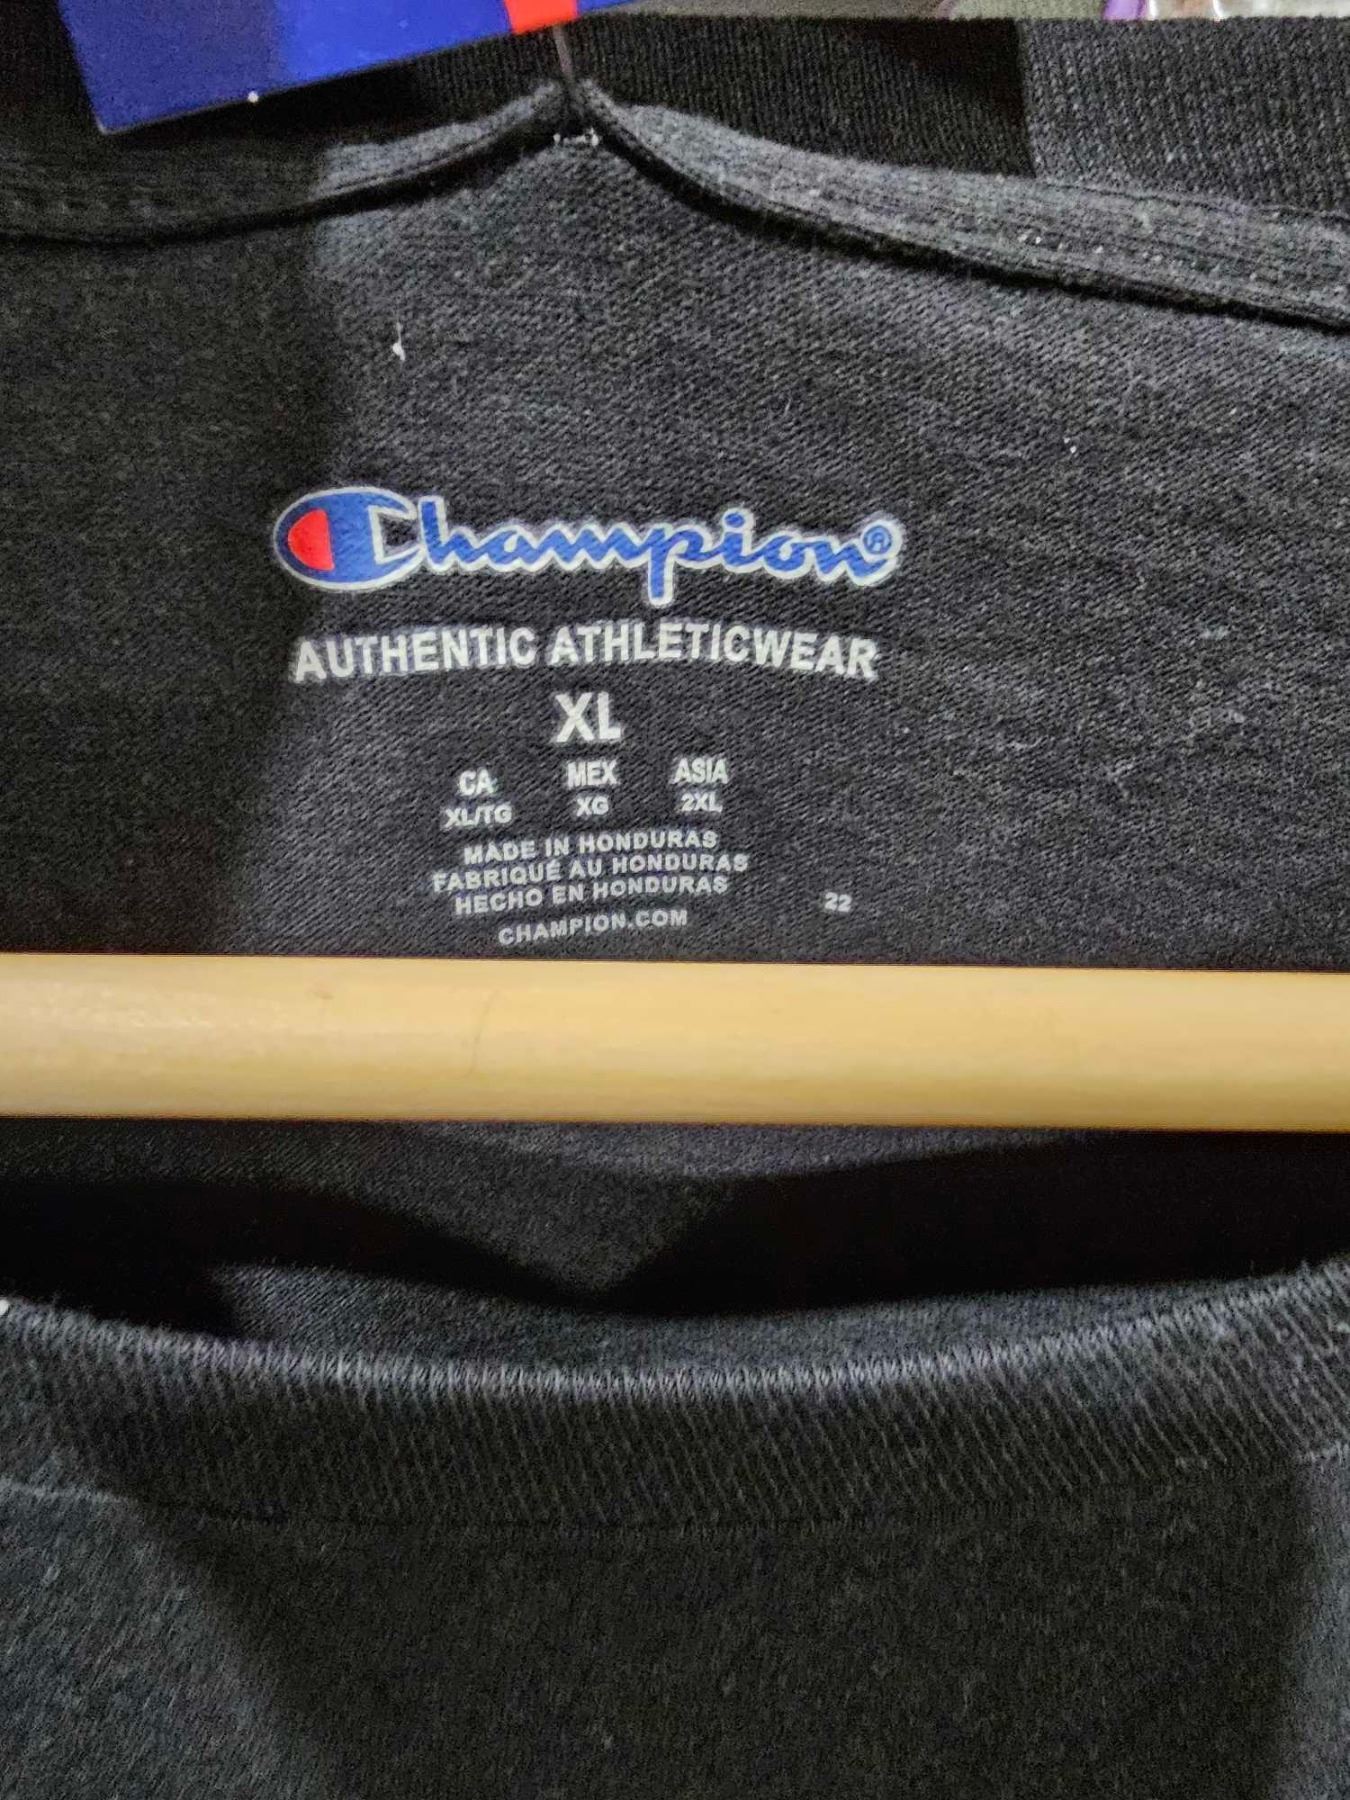 Champion®
AUTHENTIC ATHLETICWEAR
XL
CA MEX ASIA
XL/TG XG 2XL
MADE IN HONDURAS
FABRIQUÉ AU HONDURAS
HECHO EN HONDURAS
22
CHAMPION.COM